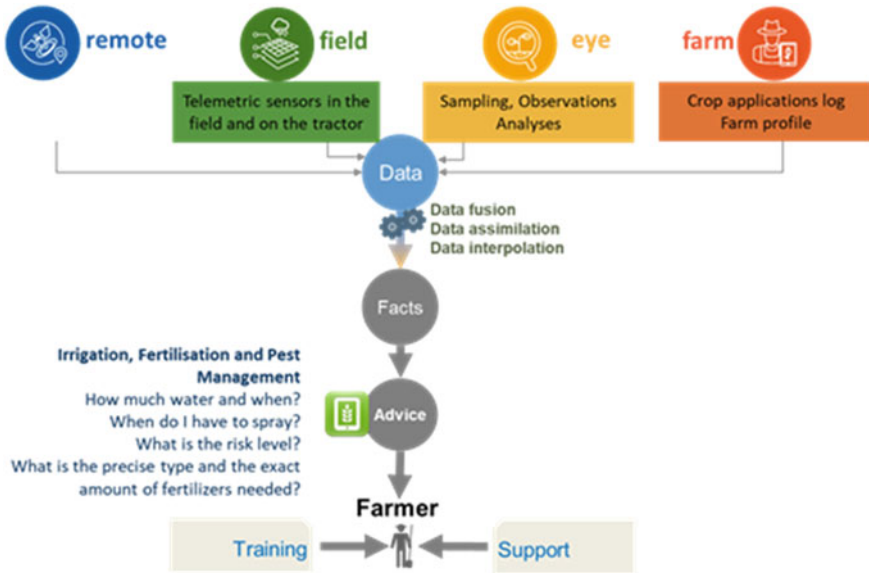 remote
field
eye
farm
Telemetric sensors in the
field and on the tractor
Sampling, Observations
Analyses
Crop applications log
Farm profile
Data
Data fusion
Data assimilation
Data interpolation
Facts
Irrigation, Fertilisation and Pest
Management
How much water and when?
When do I have to spray?
What is the risk level?
What is the precise type and the exact
amount of fertilizers needed?
Advice
Farmer
Training
Support